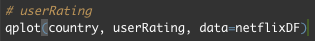 # userRating
qplot(country, userRating, data=netflixDF)